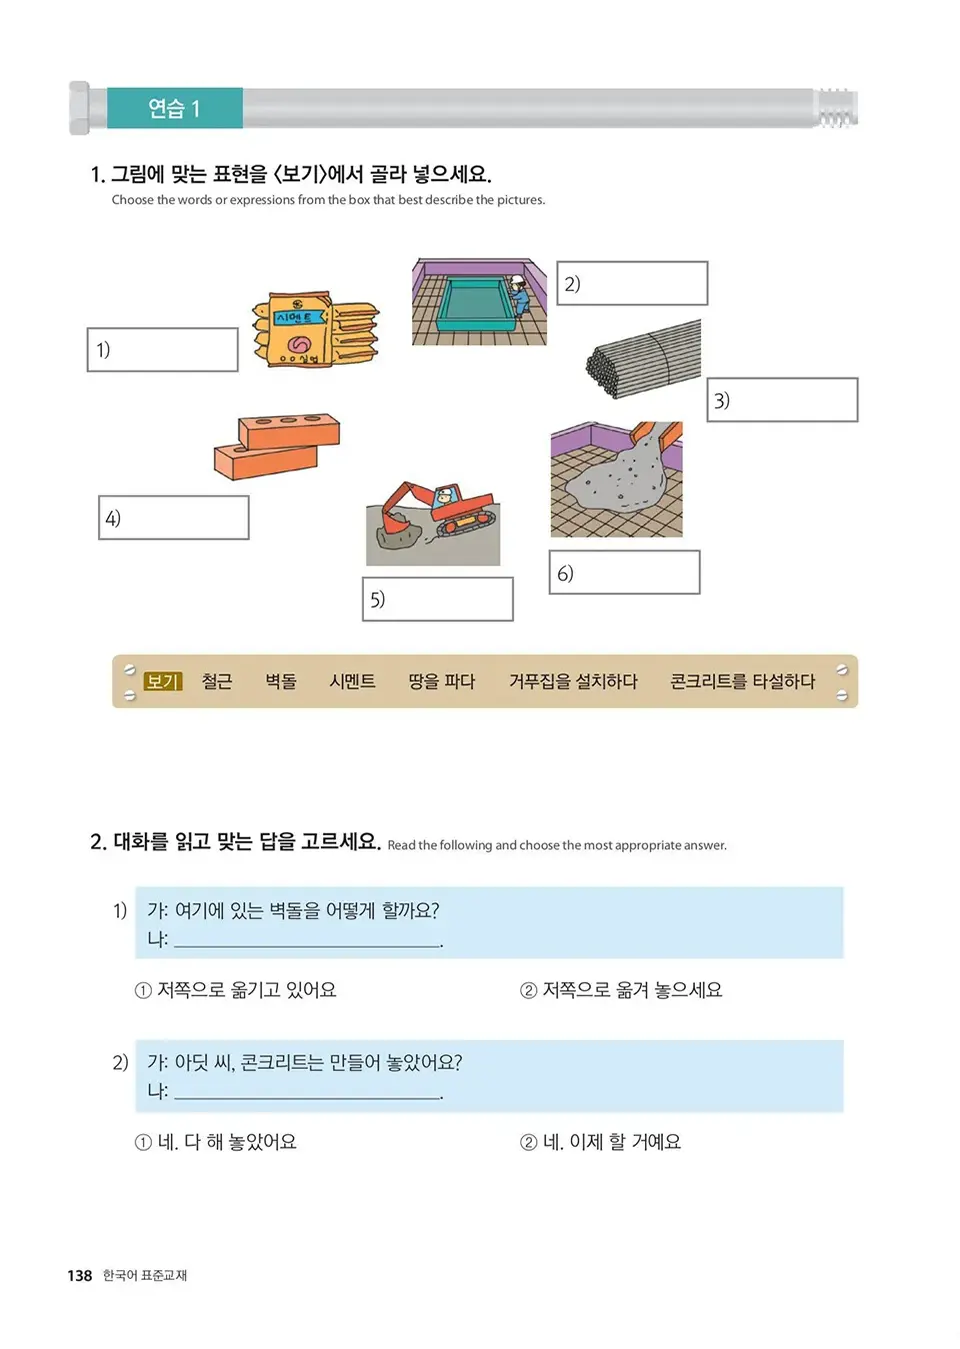 연습 1
1. 그림에 맞는 표현을 〈보기〉에서 골라 넣으세요.
Choose the words or expressions from the box that best describe the pictures.
1)
시멘트
2)
3)
4)
5)
6)
보기 철근 벽돌 시멘트 땅을 파다 거푸집을 설치하다 콘크리트를 타설하다
2. 대화를 읽고 맞는 답을 고르세요. Read the following and choose the most appropriate answer.
1) 가: 여기에 있는 벽돌을 어떻게 할까요?
나: ______________________________.
① 저쪽으로 옮기고 있어요 ② 저쪽으로 옮겨 놓으세요
2) 가: 아딧 씨, 콘크리트는 만들어 놓았어요?
나: ______________________________.
① 네. 다 해 놓았어요 ② 네. 이제 할 거예요
138 한국어 표준교재